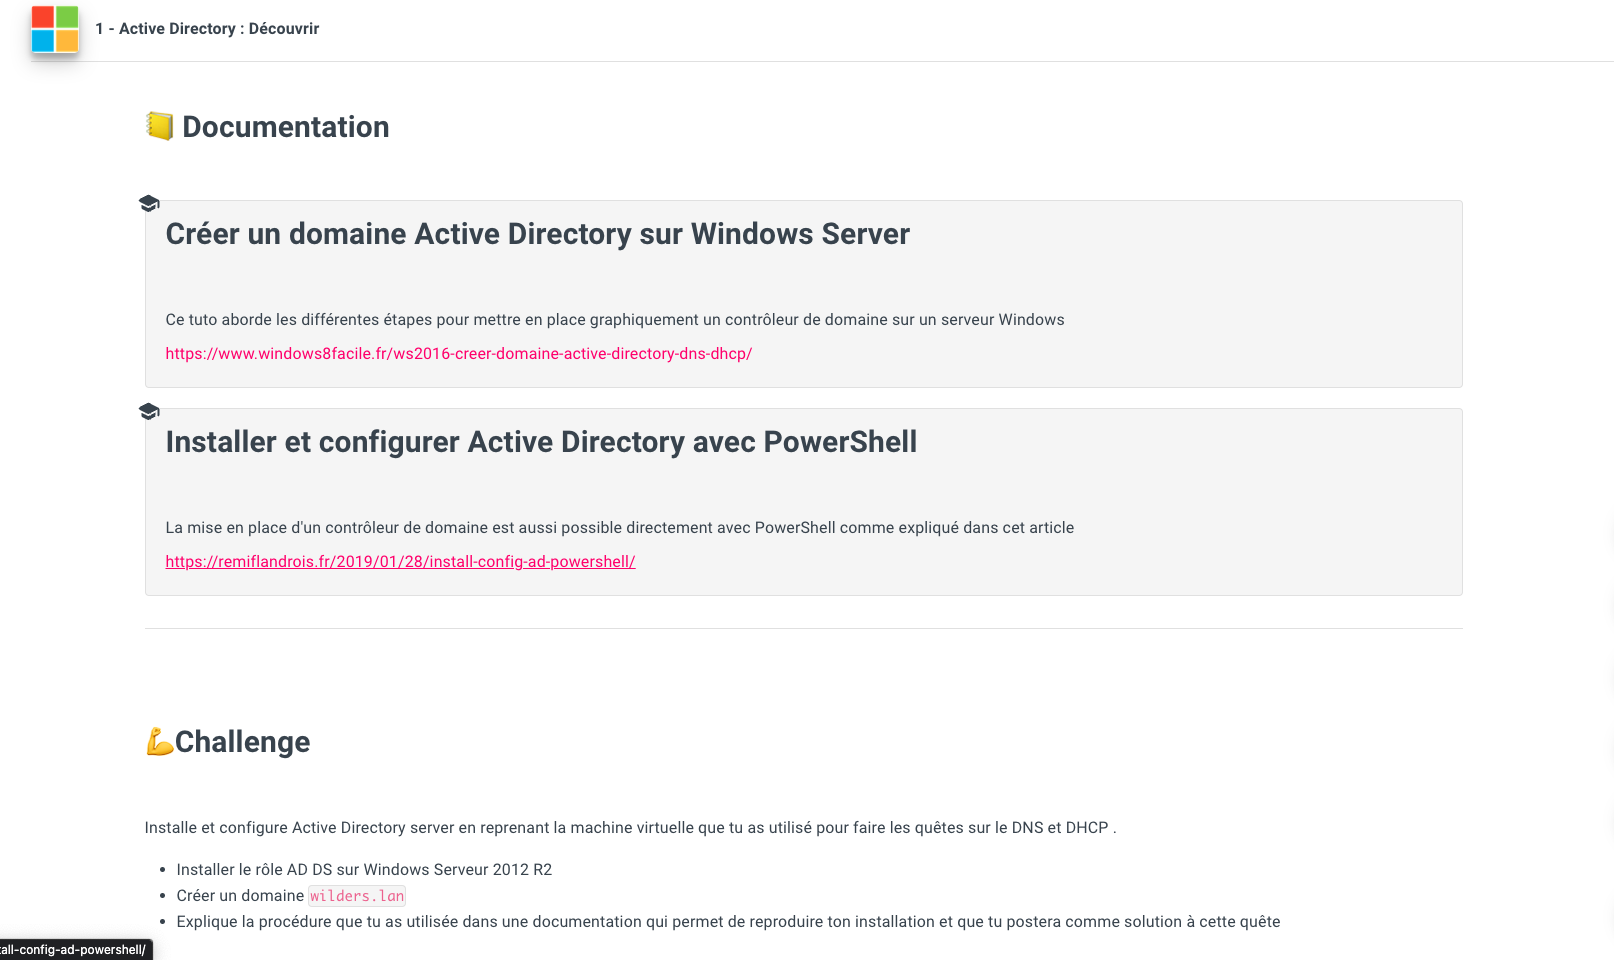 1 - Active Directory : Découvrir
Documentation
Créer un domaine Active Directory sur Windows Server
Ce tuto aborde les différentes étapes pour mettre en place graphiquement un contrôleur de domaine sur un serveur Windows
https://www.windows8facile.fr/ws2016-creer-domaine-active-directory-dns-dhcp/
Installer et configurer Active Directory avec PowerShell
La mise en place d'un contrôleur de domaine est aussi possible directement avec PowerShell comme expliqué dans cet article
https://remiflandrois.fr/2019/01/28/install-config-ad-powershell/
Challenge
Installe et configure Active Directory server en reprenant la machine virtuelle que tu as utilisé pour faire les quêtes sur le DNS et DHCP .
Installer le rôle AD DS sur Windows Serveur 2012 R2
Créer un domaine wilders.lan
Explique la procédure que tu as utilisée dans une documentation qui permet de reproduire ton installation et que tu postera comme solution à cette quête
all-config-ad-powershell/